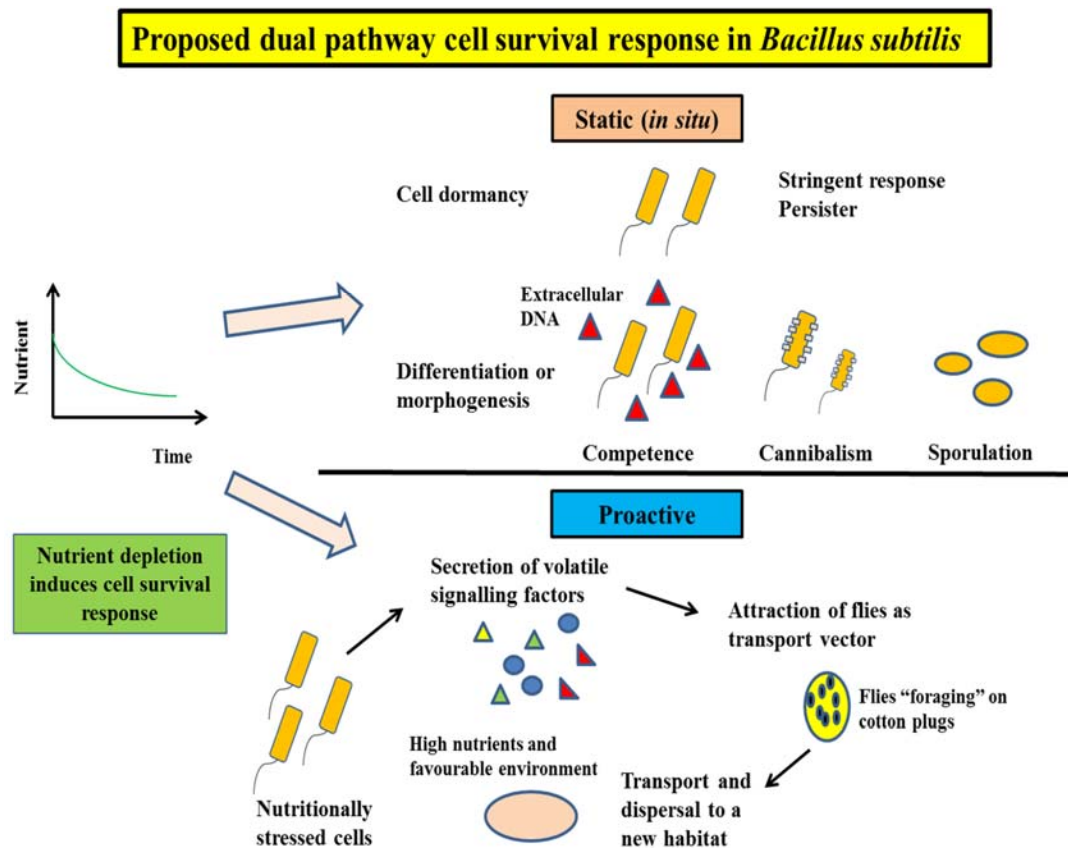 Proposed dual pathway cell survival response in Bacillus subtilis
Static (in situ)
Cell dormancy
Stringent response
Persister
Extracellular
DNA
Differentiation or
morphogenesis
Competence
Cannibalism
Sporulation
Nutrient
Time
Nutrient depletion
induces cell survival
response
Proactive
Secretion of volatile
signalling factors
Attraction of flies as
transport vector
Flies “foraging” on
cotton plugs
Transport and
dispersal to a
new habitat
High nutrients and
favourable environment
Nutritionally
stressed cells